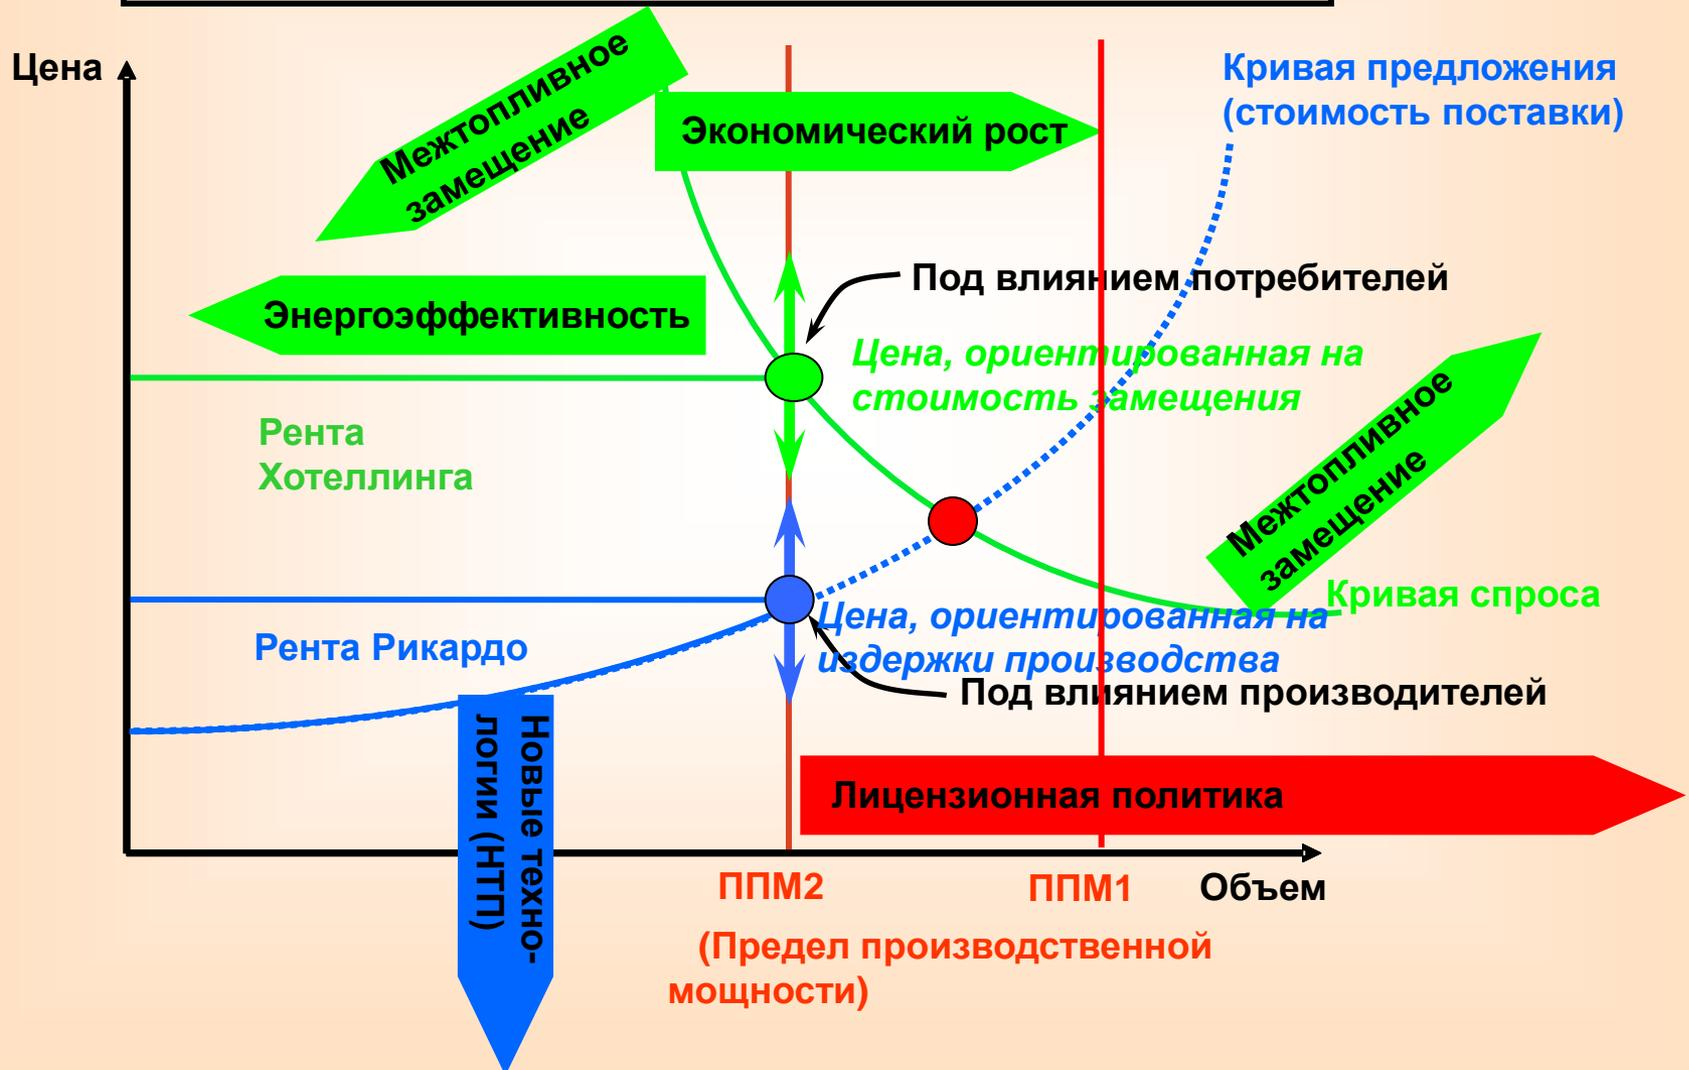 Цена
Межтопливное
замещение
Экономический рост
Кривая предложения
(стоимость поставки)
Энергоэффективность
Под влиянием потребителей
Цена, ориентированная на
стоимость замещения
Рента
Хотеллинга
Межтопливное
замещение
Кривая спроса
Цена, ориентированная на
издержки производства
Рента Рикардо
Под влиянием производителей
Новые техно-
логии (НТП)
Лицензионная политика
ППМ2
ППМ1
Объем
(Предел производственной
мощности)